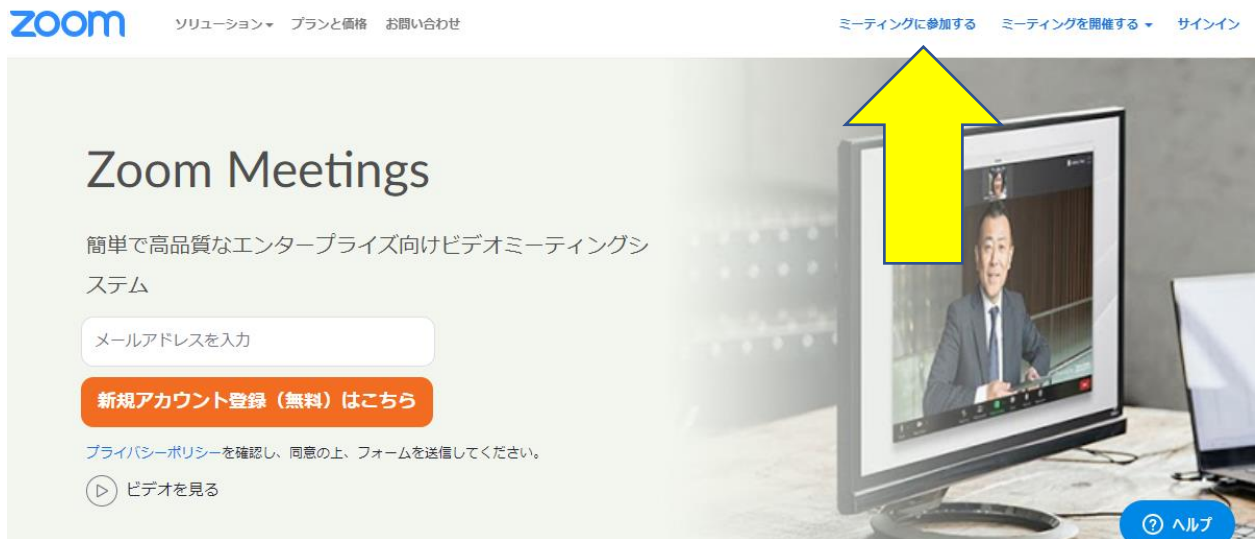 zoom ソリューション プランと価格 お問い合わせ ミーティングに参加する ミーティングを開催する サインイン
Zoom Meetings
簡単で高品質なエンタープライズ向けビデオミーティングシ
ステム
メールアドレスを入力
新規アカウント登録（無料）はこちら
プライバシーポリシーを確認し、同意の上、フォームを送信してください。
ビデオを見る
? ヘルプ